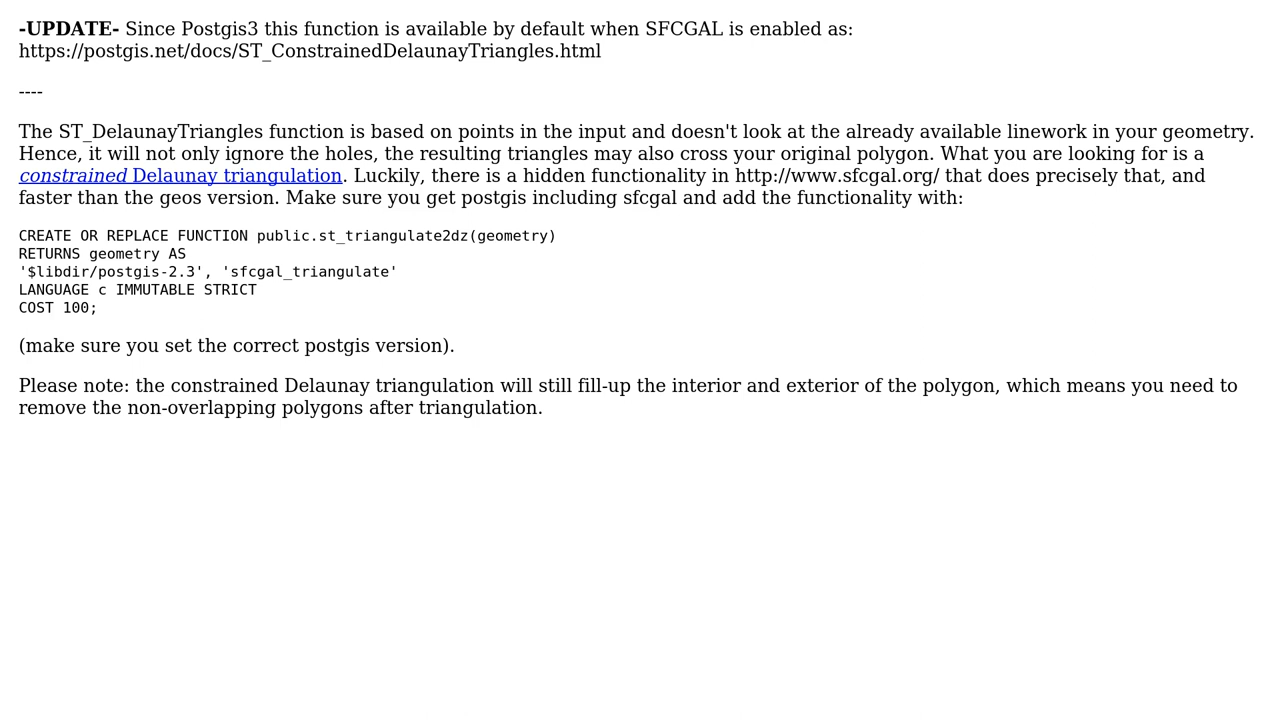 -UPDATE- Since Postgis3 this function is available by default when SFCGAL is enabled as:
https://postgis.net/docs/ST_ConstrainedDelaunayTriangles.html
----
The ST_DelaunayTriangles function is based on points in the input and doesn't look at the already available linework in your geometry.
Hence, it will not only ignore the holes, the resulting triangles may also cross your original polygon. What you are looking for is a
constrained Delaunay triangulation. Luckily, there is a hidden functionality in http://www.sfcgal.org/ that does precisely that, and
faster than the geos version. Make sure you get postgis including sfcgal and add the functionality with:
CREATE OR REPLACE FUNCTION public.st_triangulate2dz(geometry)
RETURNS geometry AS
'$libdir/postgis-2.3', 'sfcgal_triangulate'
LANGUAGE c IMMUTABLE STRICT
COST 100;
(make sure you set the correct postgis version).
Please note: the constrained Delaunay triangulation will still fill-up the interior and exterior of the polygon, which means you need to
remove the non-overlapping polygons after triangulation.